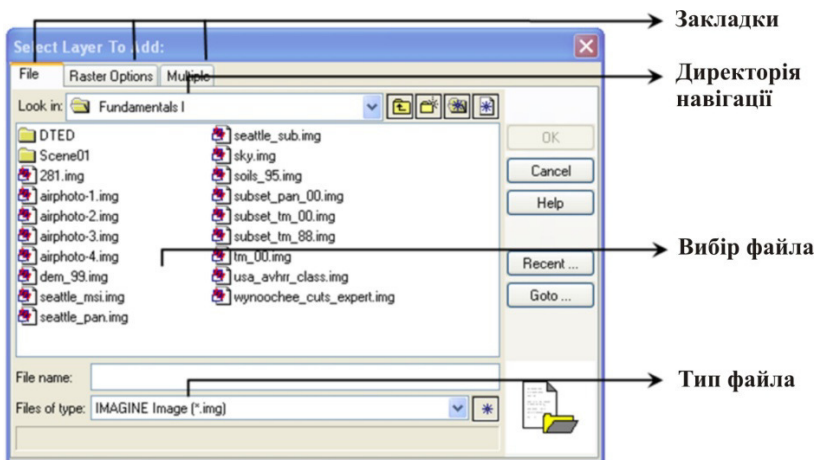 Закладки
Select Layer To Add:
File Raster Options Multiple
Директорія
навігації
Look in: Fundamentals I
DTED
Scene01
281.img
airphoto-1.img
airphoto-2.img
airphoto-3.img
airphoto-4.img
dem_99.img
seattle_msi.img
seattle_pan.img
seattle_sub.img
sky.img
soils_95.img
subset_pan_00.img
subset_tm_00.img
subset_tm_88.img
tm_00.img
usa_avhrr_class.img
wynoochee_cuts_expert.img
OK
Cancel
Help
Вибір файла
Recent ...
Goto ...
File name:
Тип файла
Files of type: IMAGINE Image (*.img)